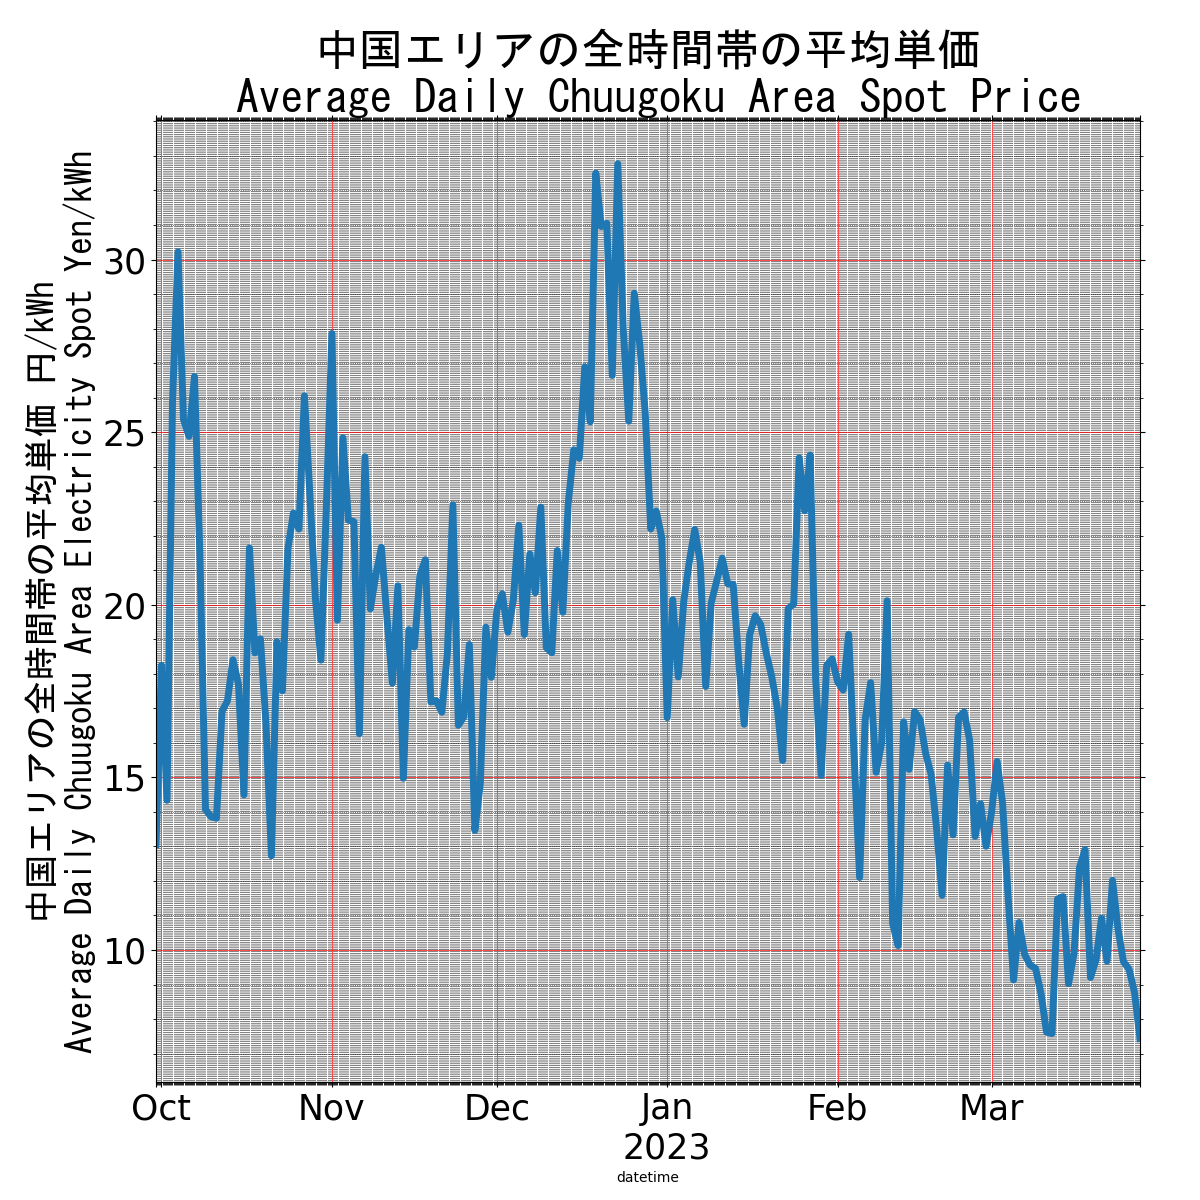 中国エリアの全時間帯の平均単価
Average Daily Chuugoku Area Spot Price
中国エリアの全時間帯の平均単価 円/kWh
Average Daily Chuugoku Area Electricity Spot Yen/kWh
30
25
20
15
10
Oct Nov Dec Jan Feb Mar
2023
datetime